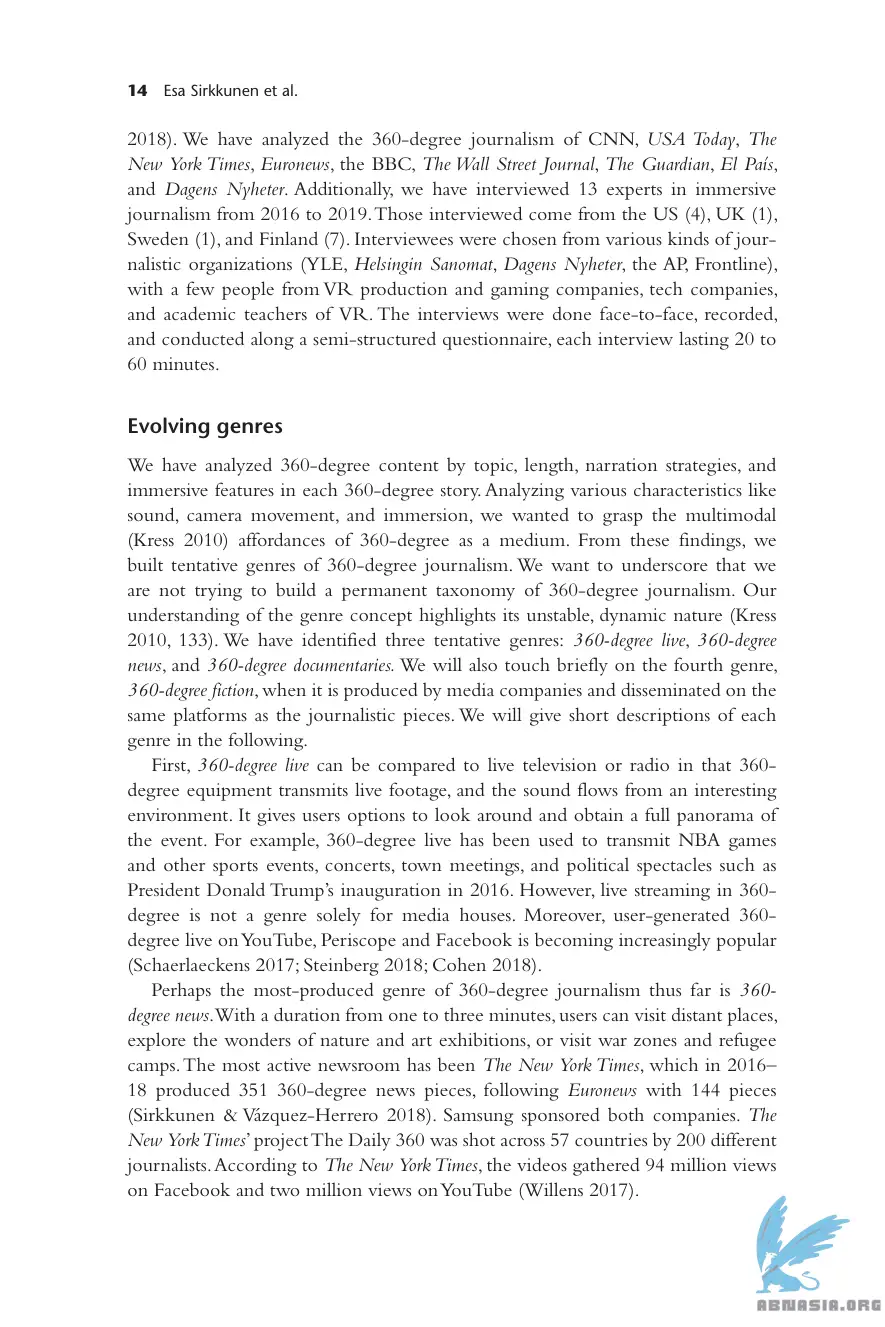 14 Esa Sirkkunen et al.
2018). We have analyzed the 360-degree journalism of CNN, USA Today, The
New York Times, Euronews, the BBC, The Wall Street Journal, The Guardian, El País,
and Dagens Nyheter. Additionally, we have interviewed 13 experts in immersive
journalism from 2016 to 2019. Those interviewed come from the US (4), UK (1),
Sweden (1), and Finland (7). Interviewees were chosen from various kinds of jour-
nalistic organizations (YLE, Helsingin Sanomat, Dagens Nyheter, the AP, Frontline),
with a few people from VR production and gaming companies, tech companies,
and academic teachers of VR. The interviews were done face-to-face, recorded,
and conducted along a semi-structured questionnaire, each interview lasting 20 to
60 minutes.
Evolving genres
We have analyzed 360-degree content by topic, length, narration strategies, and
immersive features in each 360-degree story. Analyzing various characteristics like
sound, camera movement, and immersion, we wanted to grasp the multimodal
(Kress 2010) affordances of 360-degree as a medium. From these findings, we
built tentative genres of 360-degree journalism. We want to underscore that we
are not trying to build a permanent taxonomy of 360-degree journalism. Our
understanding of the genre concept highlights its unstable, dynamic nature (Kress
2010, 133). We have identified three tentative genres: 360-degree live, 360-degree
news, and 360-degree documentaries. We will also touch briefly on the fourth genre,
360-degree fiction, when it is produced by media companies and disseminated on the
same platforms as the journalistic pieces. We will give short descriptions of each
genre in the following.
First, 360-degree live can be compared to live television or radio in that 360-
degree equipment transmits live footage, and the sound flows from an interesting
environment. It gives users options to look around and obtain a full panorama of
the event. For example, 360-degree live has been used to transmit NBA games
and other sports events, concerts, town meetings, and political spectacles such as
President Donald Trump's inauguration in 2016. However, live streaming in 360-
degree is not a genre solely for media houses. Moreover, user-generated 360-
degree live on YouTube, Periscope and Facebook is becoming increasingly popular
(Schaerlaeckens 2017; Steinberg 2018; Cohen 2018).
Perhaps the most-produced genre of 360-degree journalism thus far is 360-
degree news. With a duration from one to three minutes, users can visit distant places,
explore the wonders of nature and art exhibitions, or visit war zones and refugee
camps. The most active newsroom has been The New York Times, which in 2016–
18 produced 351 360-degree news pieces, following Euronews with 144 pieces
(Sirkkunen & Vázquez-Herrero 2018). Samsung sponsored both companies. The
New York Times' project The Daily 360 was shot across 57 countries by 200 different
journalists. According to The New York Times, the videos gathered 94 million views
on Facebook and two million views on YouTube (Willens 2017).
ABNASIA.ORG